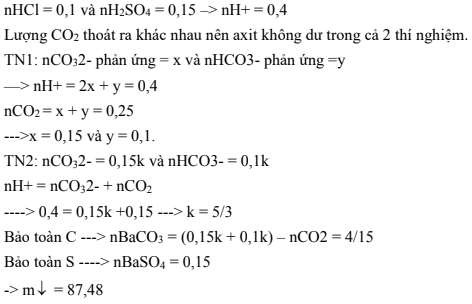 nHCl = 0,1 và nH2SO4 = 0,15 –> nH+ = 0,4
Lượng CO₂ thoát ra khác nhau nên axit không dư trong cả 2 thí nghiệm.
TN1: nCO₃2- phản ứng = x và nHCO3- phản ứng =y
—> nH+ = 2x + y = 0,4
nCO₂ = x + y = 0,25
--->x = 0,15 và y = 0,1.
TN2: nCO₃2- = 0,15k và nHCO3- = 0,1k
nH+ = nCO₃2- + nCO₂
----> 0,4 = 0,15k +0,15 ---> k = 5/3
Bảo toàn C ---> nBaCO₃ = (0,15k + 0,1k) – nCO2 = 4/15
Bảo toàn S ----> nBaSO₄ = 0,15
-> m↓ = 87,48